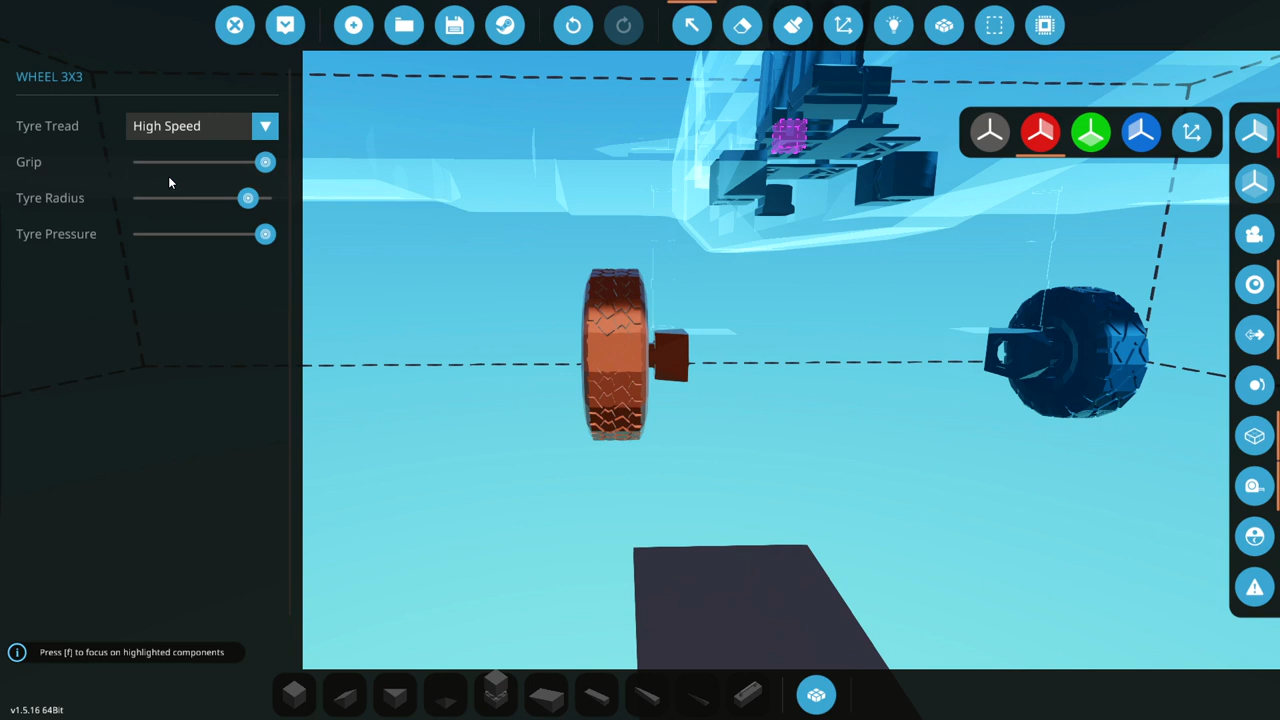 WHEEL 3X3
Tyre Tread High Speed
Grip
Tyre Radius
Tyre Pressure
Press [f] to focus on highlighted components
v1.5.16 64Bit